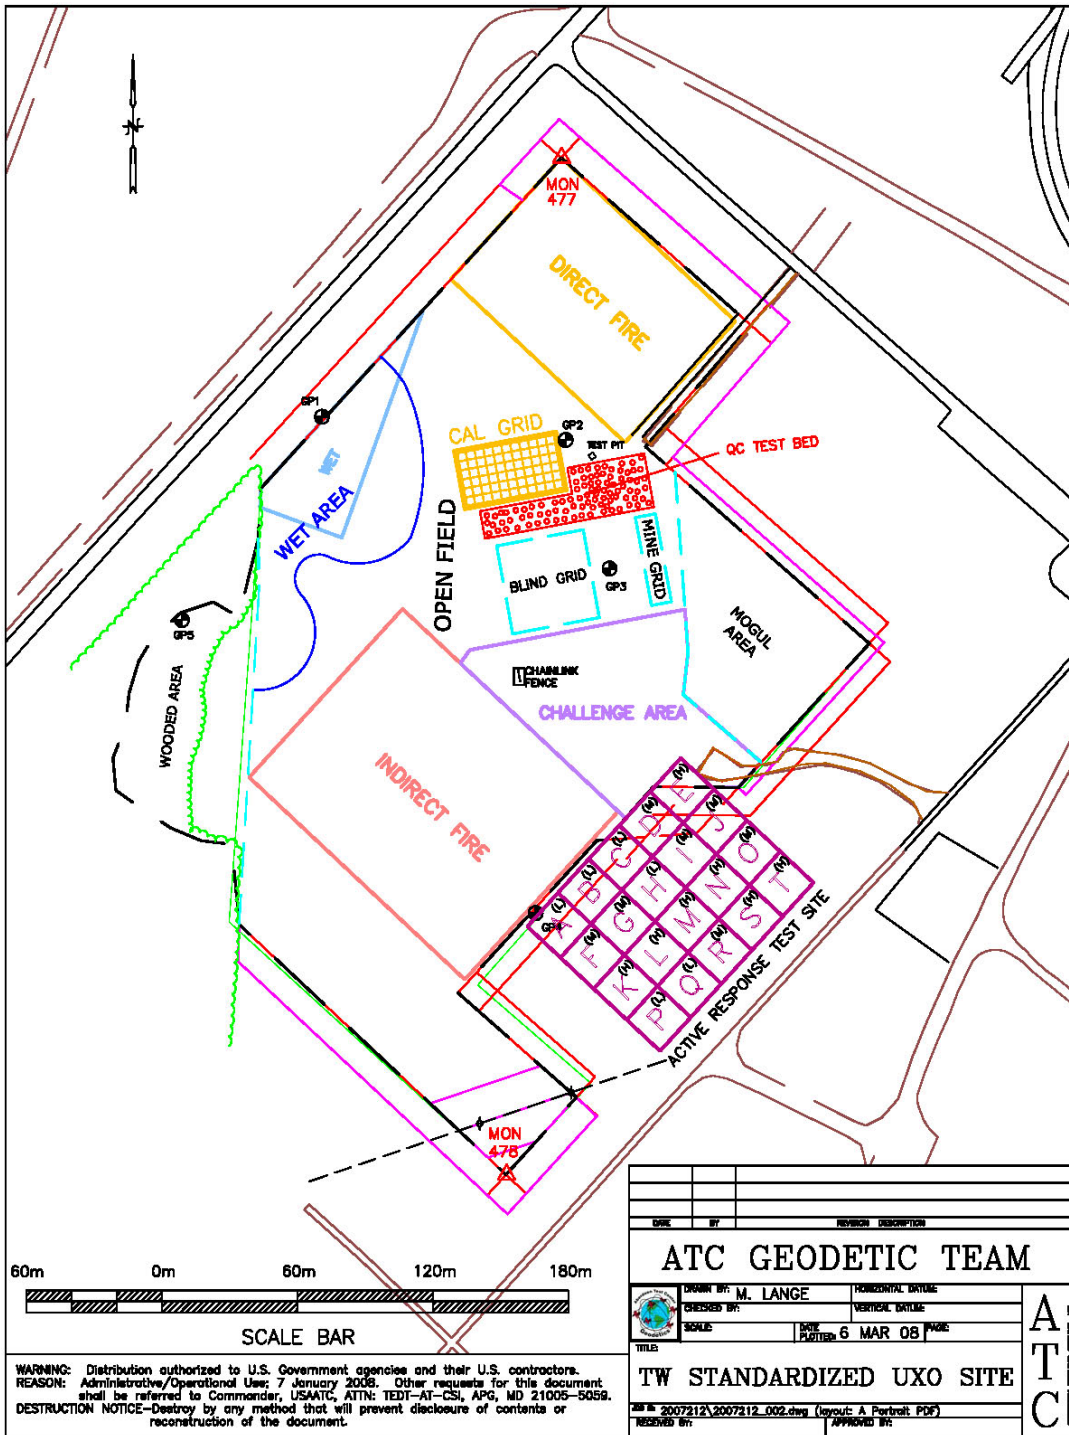 N
MON
477
DIRECT FIRE
GP1
CAL GRID
GP2
TEST PIT
QC TEST BED
WET
WET AREA
OPEN FIELD
BLIND GRID
GP3
MINE GRID
MOGUL
AREA
GP5
WOODED AREA
CHAINLINK
FENCE
CHALLENGE AREA
INDIRECT FIRE
GP4
A (L)
B (L)
C (L)
D (M)
E (H)
F (M)
G (M)
H (L)
I (M)
J (M)
K (H)
L (H)
M (H)
N (H)
O (M)
P (L)
Q (L)
R (M)
S (H)
T (H)
ACTIVE RESPONSE TEST SITE
MON
478
60m 0m 60m 120m 180m
SCALE BAR
WARNING: Distribution authorized to U.S. Government agencies and their U.S. contractors.
REASON: Administrative/Operational Use; 7 January 2008. Other requests for this document
shall be referred to Commander, USAATC, ATTN: TEDT-AT-CSI, APG, MD 21005-5059.
DESTRUCTION NOTICE-Destroy by any method that will prevent disclosure of contents or
reconstruction of the document.
DATE BY REVISION DESCRIPTION
ATC GEODETIC TEAM
DRAWN BY: M. LANGE HORIZONTAL DATUM:
CHECKED BY: VERTICAL DATUM:
SCALE: DATE PLOTTED: 6 MAR 08 PAGE:
TITLE:
TW STANDARDIZED UXO SITE
2007212\2007212_002.dwg (layout: A Portrait PDF)
RECEIVED BY: APPROVED BY:
ATC